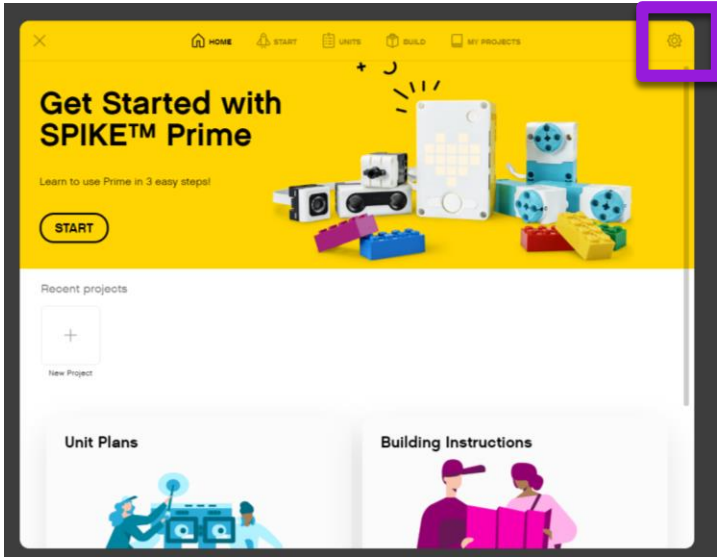 HOME
START
UNITS
BUILD
MY PROJECTS
Get Started with
SPIKE™ Prime
Learn to use Prime in 3 easy steps!
START
Recent projects
New Project
Unit Plans
Building Instructions